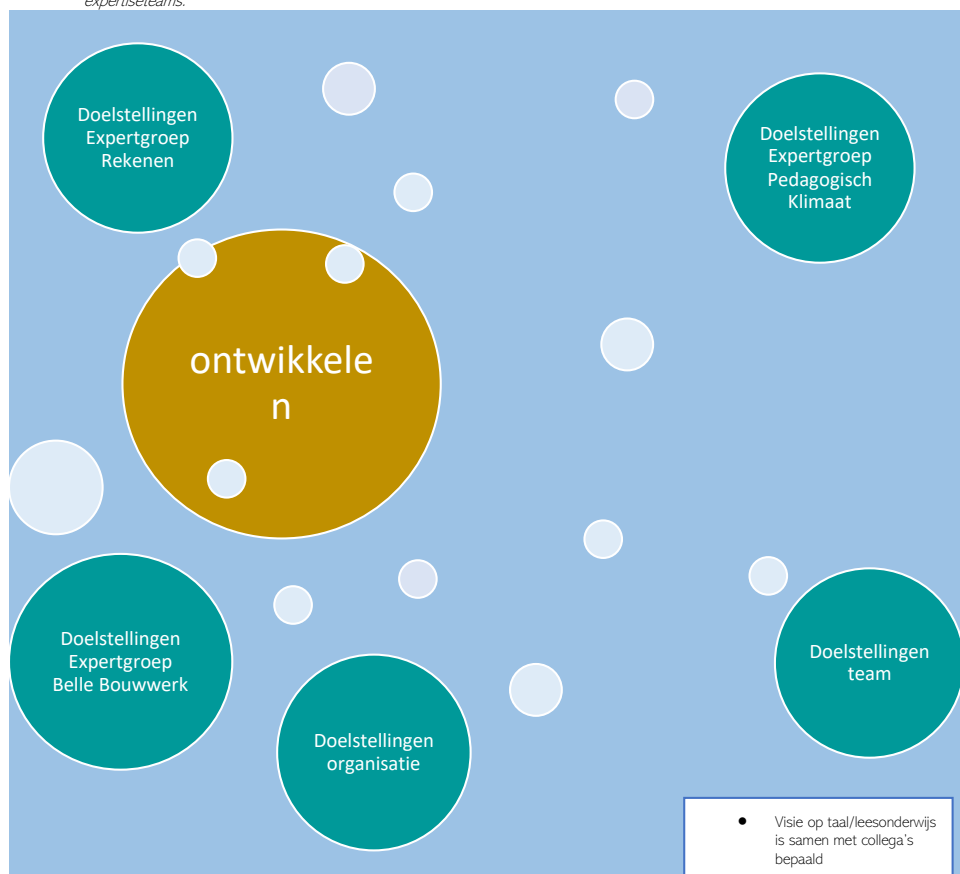 expertiseteams.
Doelstellingen
Expertgroep
Rekenen
Doelstellingen
Expertgroep
Pedagogisch
Klimaat
ontwikkele
n
Doelstellingen
Expertgroep
Belle Bouwwerk
Doelstellingen
team
Doelstellingen
organisatie
• Visie op taal/leesonderwijs
is samen met collega's
bepaald